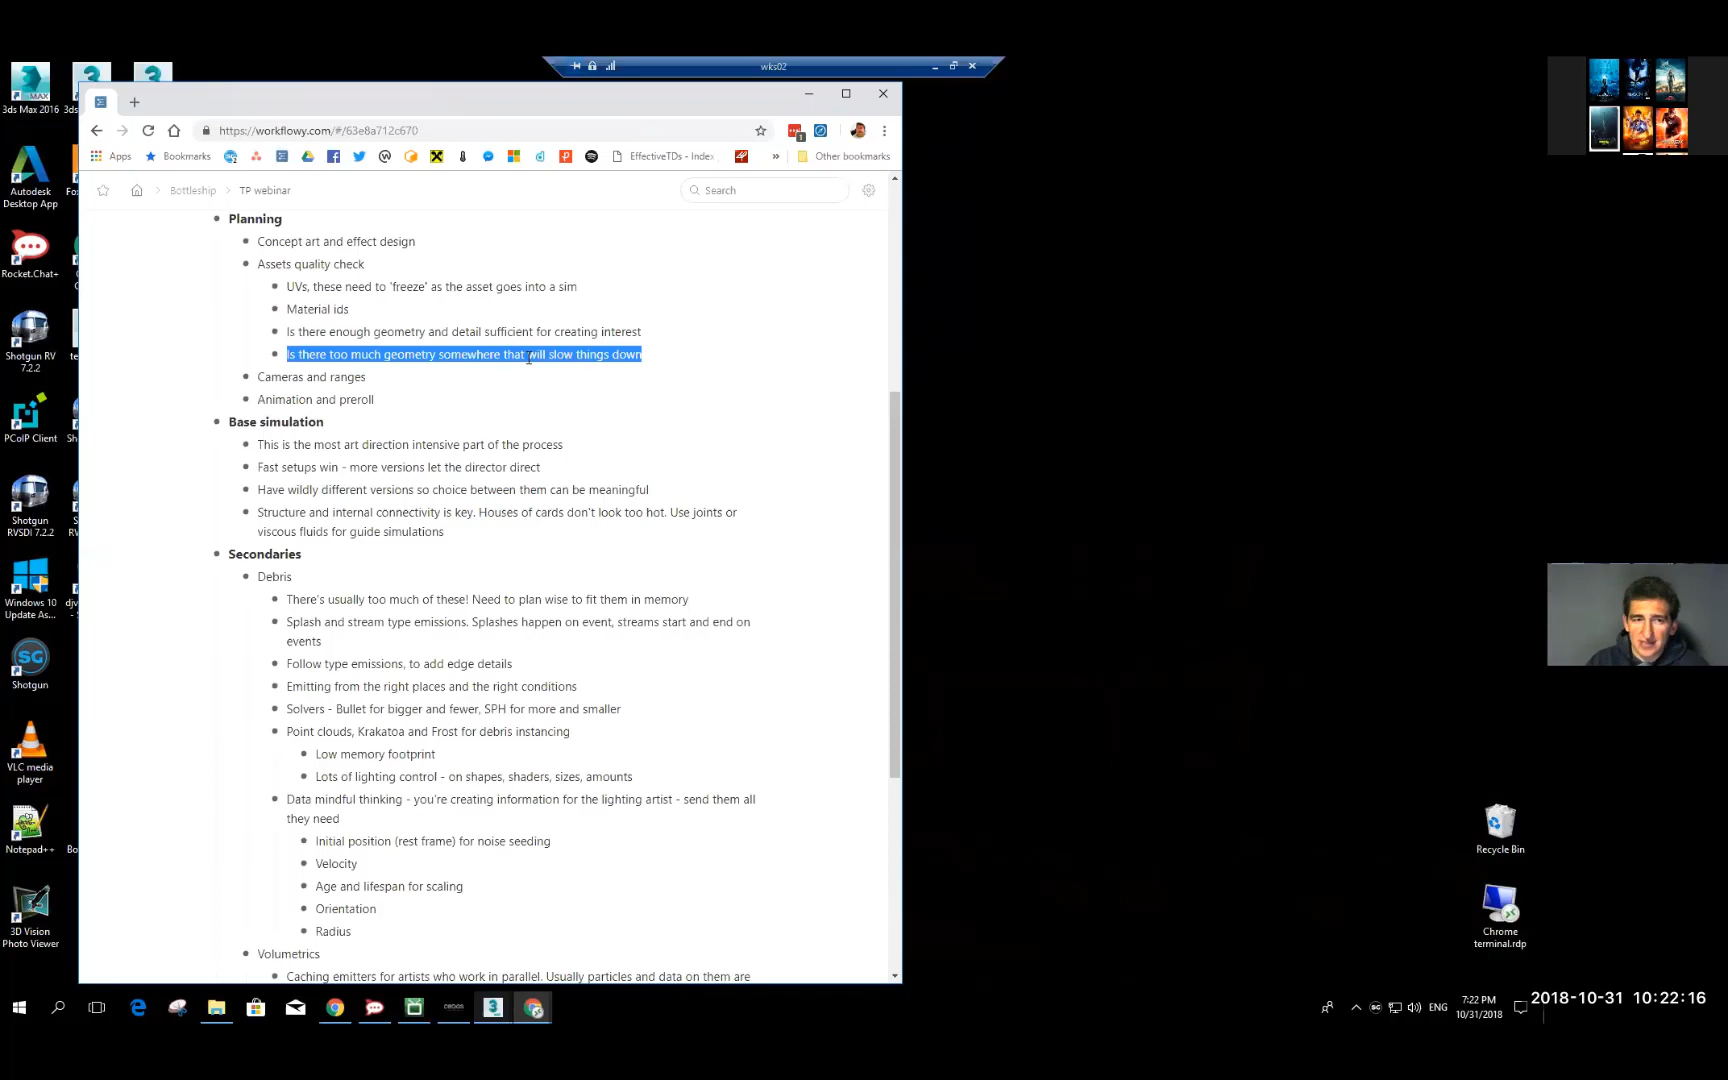 wks02
https://workflowy.com/#/63e8a712c670
Apps
Bookmarks
EffectiveTDs - Index
»
Other bookmarks
Bottleship > TP webinar
Search
Planning
Concept art and effect design
Assets quality check
UVs, these need to 'freeze' as the asset goes into a sim
Material ids
Is there enough geometry and detail sufficient for creating interest
Is there too much geometry somewhere that will slow things down
Cameras and ranges
Animation and preroll
Base simulation
This is the most art direction intensive part of the process
Fast setups win - more versions let the director direct
Have wildly different versions so choice between them can be meaningful
Structure and internal connectivity is key. Houses of cards don't look too hot. Use joints or
viscous fluids for guide simulations
Secondaries
Debris
There's usually too much of these! Need to plan wise to fit them in memory
Splash and stream type emissions. Splashes happen on event, streams start and end on
events
Follow type emissions, to add edge details
Emitting from the right places and the right conditions
Solvers - Bullet for bigger and fewer, SPH for more and smaller
Point clouds, Krakatoa and Frost for debris instancing
Low memory footprint
Lots of lighting control - on shapes, shaders, sizes, amounts
Data mindful thinking - you're creating information for the lighting artist - send them all
they need
Initial position (rest frame) for noise seeding
Velocity
Age and lifespan for scaling
Orientation
Radius
Volumetrics
Caching emitters for artists who work in parallel. Usually particles and data on them are
3ds Max 2016
3ds
Autodesk
Desktop App
Fo
Rocket.Chat+
Shotgun RV
7.2.2
te
PCoIP Client
Sh
Shotgun
RVSDI 7.2.2
Sh
RV
Windows 10
Update As...
djv
SG
Shotgun
VLC media
player
Notepad++
Bo
3D Vision
Photo Viewer
Recycle Bin
Chrome
terminal.rdp
ENG
7:22 PM
10/31/2018
2018-10-31 10:22:16